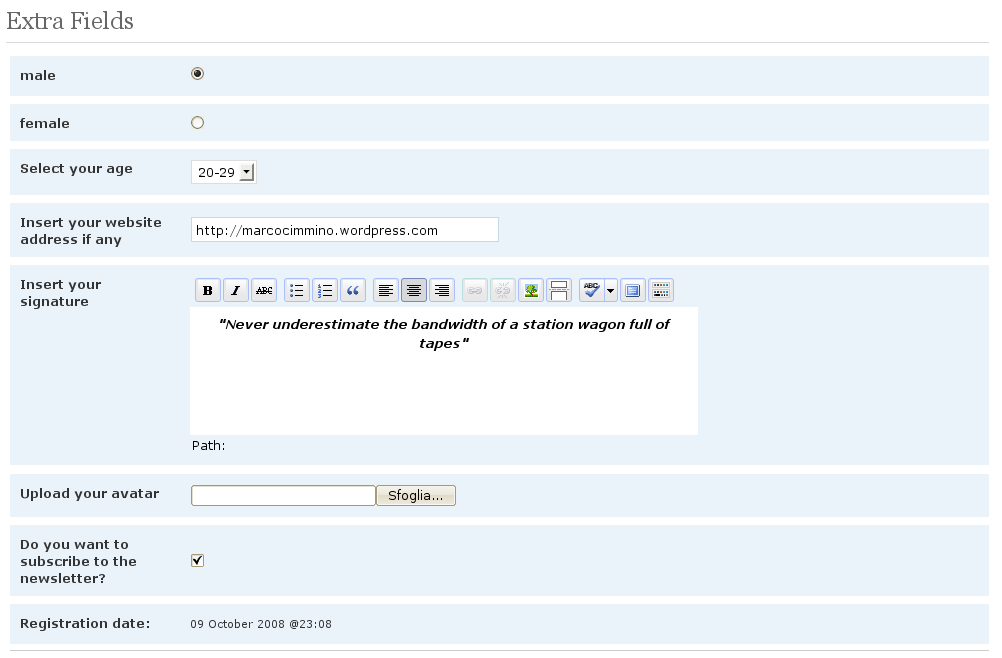 Extra Fields
male
female
Select your age
20-29
Insert your website
address if any
http://marcocimmino.wordpress.com
Insert your
signature
B I ABC ABC
"Never underestimate the bandwidth of a station wagon full of
tapes"
Path:
Upload your avatar
Sfoglia...
Do you want to
subscribe to the
newsletter?
Registration date:
09 October 2008 @23:08